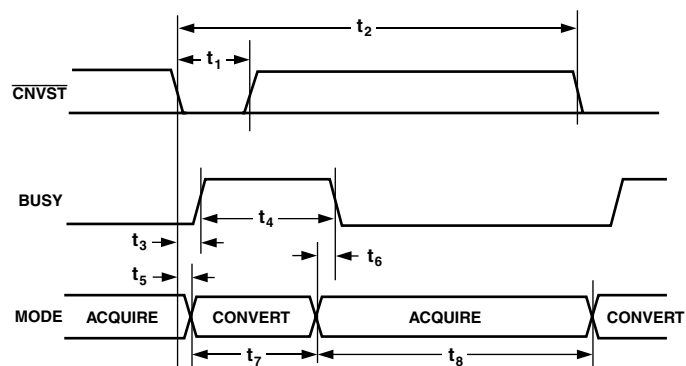 t2
t1
CNVST
BUSY
t4
t3
t6
t5
MODE
ACQUIRE
CONVERT
ACQUIRE
CONVERT
t7
t8